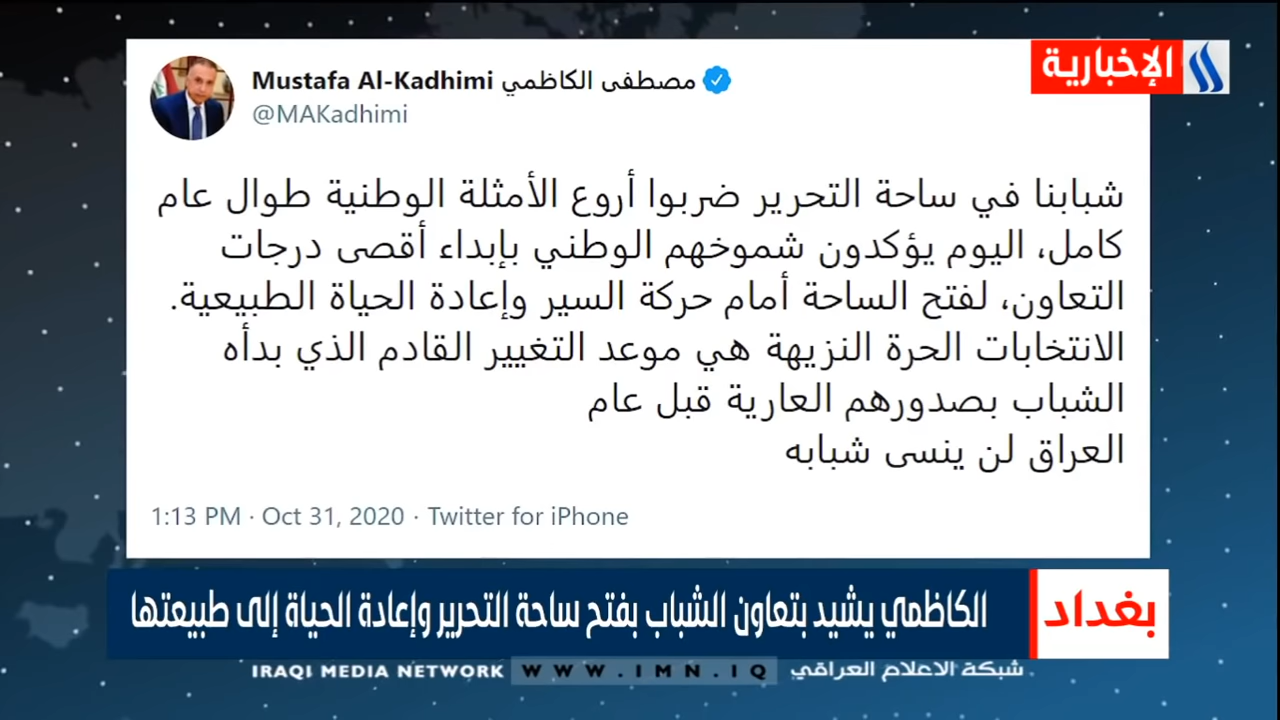 الإخبارية
Mustafa Al-Kadhimi مصطفى الكاظمي
@MAKadhimi
شبابنا في ساحة التحرير ضربوا أروع الأمثلة الوطنية طوال عام
كامل، اليوم يؤكدون شموخهم الوطني بإبداء أقصى درجات
التعاون، لفتح الساحة أمام حركة السير وإعادة الحياة الطبيعية.
الانتخابات الحرة النزيهة هي موعد التغيير القادم الذي بدأه
الشباب بصدورهم العارية قبل عام
العراق لن ينسى شبابه
1:13 PM · Oct 31, 2020 · Twitter for iPhone
بغداد
الكاظمي يشيد بتعاون الشباب بفتح ساحة التحرير وإعادة الحياة إلى طبيعتها
IRAQI MEDIA NETWORK WWW.IMN.IQ شبكة الاعلام العراقي